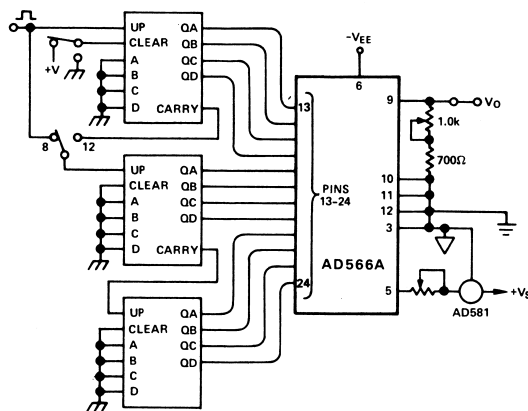 UP QA
CLEAR QB
A QC
+V
B QD
C
D CARRY
8 12
UP QA
CLEAR QB
A QC
B QD
C
D CARRY
UP QA
CLEAR QB
A QC
B QD
C
D
-VEE
6
13
9
VO
1.0k
700Ω
PINS
13-24
10
11
12
3
AD566A
24
5
+VS
AD581